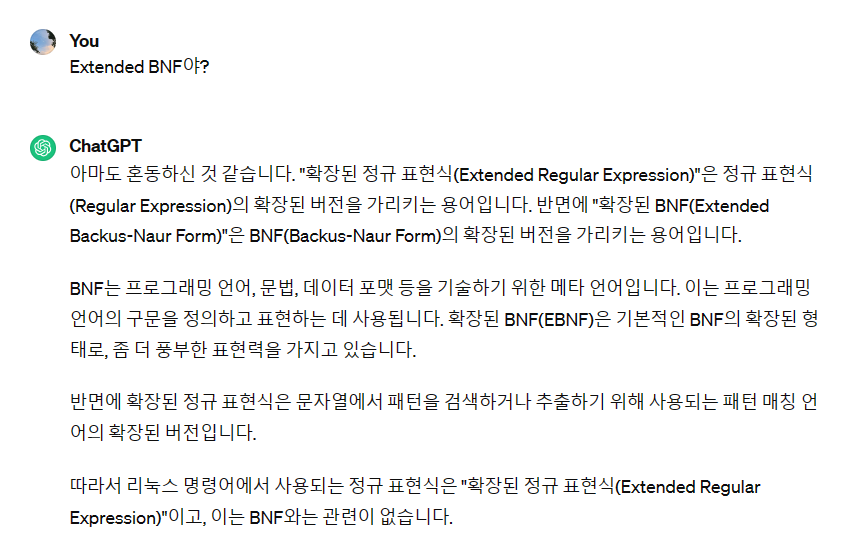 You
Extended BNF야?
ChatGPT
아마도 혼동하신 것 같습니다. "확장된 정규 표현식(Extended Regular Expression)"은 정규 표현식
(Regular Expression)의 확장된 버전을 가리키는 용어입니다. 반면에 "확장된 BNF(Extended
Backus-Naur Form)"은 BNF(Backus-Naur Form)의 확장된 버전을 가리키는 용어입니다.
BNF는 프로그래밍 언어, 문법, 데이터 포맷 등을 기술하기 위한 메타 언어입니다. 이는 프로그래밍
언어의 구문을 정의하고 표현하는 데 사용됩니다. 확장된 BNF(EBNF)은 기본적인 BNF의 확장된 형
태로, 좀 더 풍부한 표현력을 가지고 있습니다.
반면에 확장된 정규 표현식은 문자열에서 패턴을 검색하거나 추출하기 위해 사용되는 패턴 매칭 언
어의 확장된 버전입니다.
따라서 리눅스 명령어에서 사용되는 정규 표현식은 "확장된 정규 표현식(Extended Regular
Expression)"이고, 이는 BNF와는 관련이 없습니다.